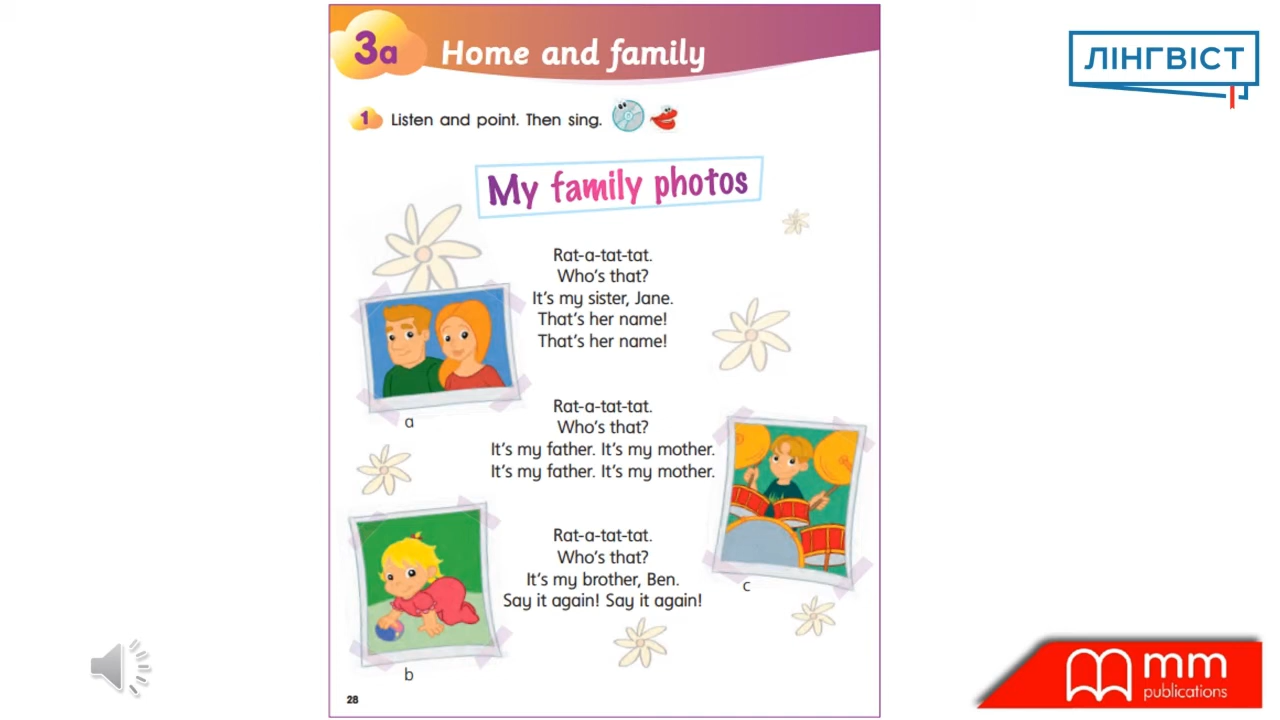 3a Home and family
ЛІНГВІСТ
1 Listen and point. Then sing.
My family photos
Rat-a-tat-tat.
Who's that?
It's my sister, Jane.
That's her name!
That's her name!
a
Rat-a-tat-tat.
Who's that?
It's my father. It's my mother.
It's my father. It's my mother.
c
Rat-a-tat-tat.
Who's that?
It's my brother, Ben.
Say it again! Say it again!
b
28
mm
publications